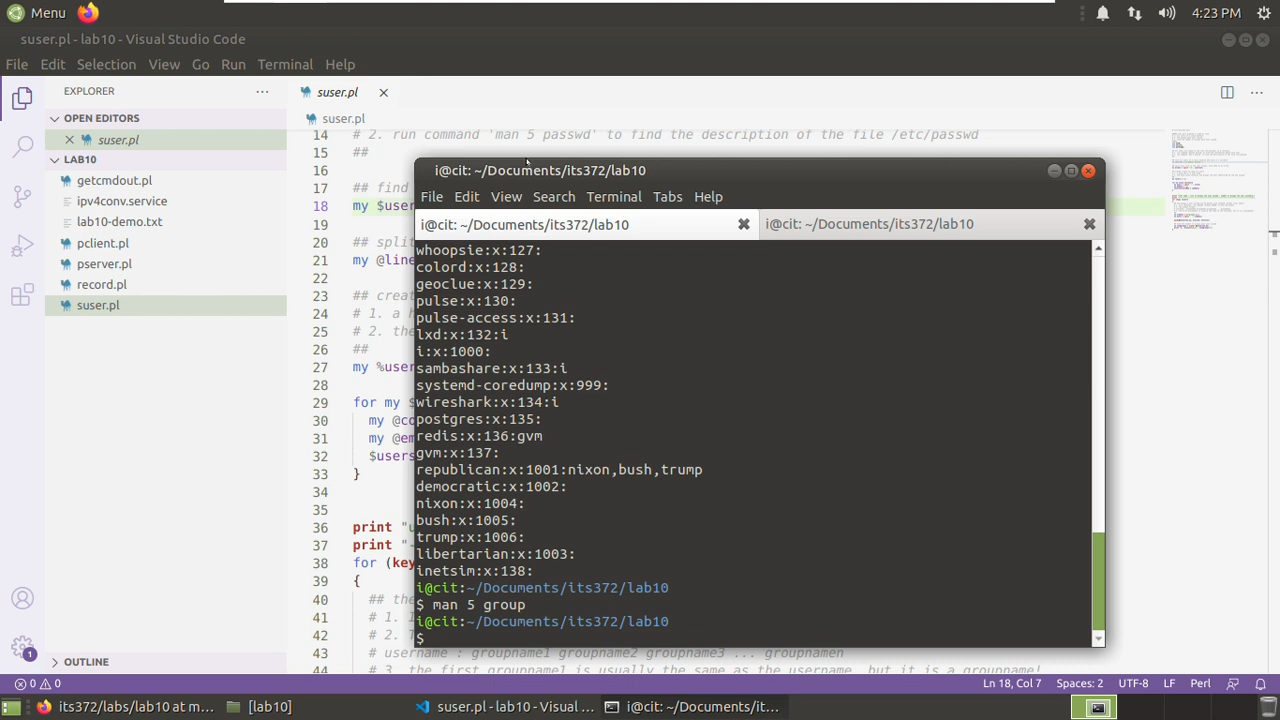 Menu
4:23 PM
suser.pl - lab10 - Visual Studio Code
File Edit Selection View Go Run Terminal Help
EXPLORER
suser.pl
OPEN EDITORS
suser.pl
suser.pl
LAB10
getcmdout.pl
ipv4conv.service
lab10-demo.txt
pclient.pl
pserver.pl
record.pl
suser.pl
OUTLINE
14 # 2. run command 'man 5 passwd' to find the description of the file /etc/passwd
15 ##
16
17 ## find
18 my $user
19
20 ## spli
21 my @line
22
23 ## creat
24 # 1. a h
25 # 2. the
26 ##
27 my %user
28
29 for my $
30 my @co
31 my @em
32 $users
33 }
34
35
36 print "u
37 print "-
38 for (key
39 {
40 ## the
41 # 1. I
42 # 2. T
43 # username : groupname1 groupname2 groupname3 ... groupnamen
44 # 3. the first groupname1 is usually the same as the username, but it is a groupname!
i@cit: ~/Documents/its372/lab10
File Edit View Search Terminal Tabs Help
i@cit: ~/Documents/its372/lab10
i@cit: ~/Documents/its372/lab10
whoopsie:x:127:
colord:x:128:
geoclue:x:129:
pulse:x:130:
pulse-access:x:131:
lxd:x:132:i
i:x:1000:
sambashare:x:133:i
systemd-coredump:x:999:
wireshark:x:134:i
postgres:x:135:
redis:x:136:gvm
gvm:x:137:
republican:x:1001:nixon,bush,trump
democratic:x:1002:
nixon:x:1004:
bush:x:1005:
trump:x:1006:
libertarian:x:1003:
inetsim:x:138:
i@cit:~/Documents/its372/lab10
$ man 5 group
i@cit:~/Documents/its372/lab10
$
1
0 0
Ln 18, Col 7 Spaces: 2 UTF-8 LF Perl
its372/labs/lab10 at m...
[lab10]
suser.pl - lab10 - Visual ...
i@cit: ~/Documents/its...